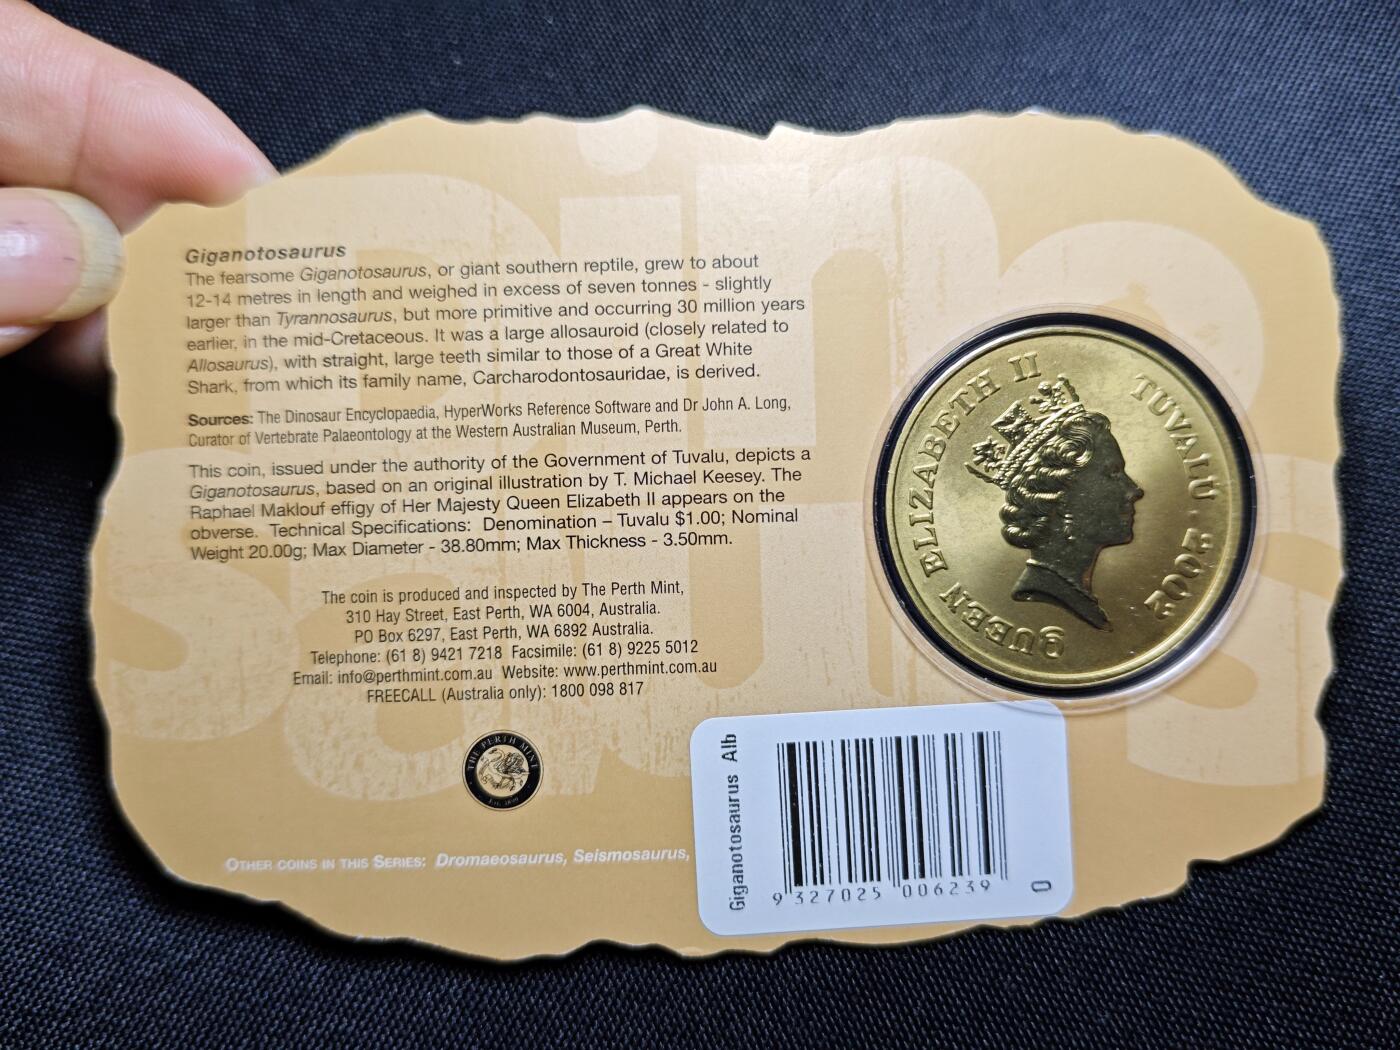 Dino
saurs
Giganotosaurus
The fearsome Giganotosaurus, or giant southern reptile, grew to about
12-14 metres in length and weighed in excess of seven tonnes - slightly
larger than Tyrannosaurus, but more primitive and occurring 30 million years
earlier, in the mid-Cretaceous. It was a large allosauroid (closely related to
Allosaurus), with straight, large teeth similar to those of a Great White
Shark, from which its family name, Carcharodontosauridae, is derived.
Sources: The Dinosaur Encyclopaedia, HyperWorks Reference Software and Dr John A. Long,
Curator of Vertebrate Palaeontology at the Western Australian Museum, Perth.
This coin, issued under the authority of the Government of Tuvalu, depicts a
Giganotosaurus, based on an original illustration by T. Michael Keesey. The
Raphael Maklouf effigy of Her Majesty Queen Elizabeth II appears on the
obverse. Technical Specifications: Denomination – Tuvalu $1.00; Nominal
Weight 20.00g; Max Diameter - 38.80mm; Max Thickness - 3.50mm.
The coin is produced and inspected by The Perth Mint,
310 Hay Street, East Perth, WA 6004, Australia.
PO Box 6297, East Perth, WA 6892 Australia.
Telephone: (61 8) 9421 7218 Facsimile: (61 8) 9225 5012
Email: info@perthmint.com.au Website: www.perthmint.com.au
FREECALL (Australia only): 1800 098 817
THE PERTH MINT
OTHER COINS IN THIS SERIES: Dromaeosaurus, Seismosaurus,
QUEEN ELIZABETH II
TUVALU · 2002
Giganotosaurus Alb
9 327025 006239
0